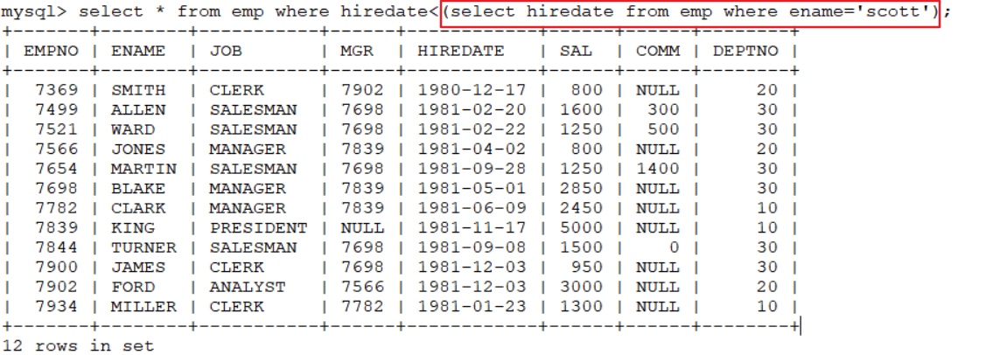 mysql> select * from emp where hiredate<(select hiredate from emp where ename='scott');
+-------+--------+-----------+------+------------+------+------+--------+
| EMPNO | ENAME  | JOB       | MGR  | HIREDATE   | SAL  | COMM | DEPTNO |
+-------+--------+-----------+------+------------+------+------+--------+
|  7369 | SMITH  | CLERK     | 7902 | 1980-12-17 |  800 | NULL |     20 |
|  7499 | ALLEN  | SALESMAN  | 7698 | 1981-02-20 | 1600 |  300 |     30 |
|  7521 | WARD   | SALESMAN  | 7698 | 1981-02-22 | 1250 |  500 |     30 |
|  7566 | JONES  | MANAGER   | 7839 | 1981-04-02 |  800 | NULL |     20 |
|  7654 | MARTIN | SALESMAN  | 7698 | 1981-09-28 | 1250 | 1400 |     30 |
|  7698 | BLAKE  | MANAGER   | 7839 | 1981-05-01 | 2850 | NULL |     30 |
|  7782 | CLARK  | MANAGER   | 7839 | 1981-06-09 | 2450 | NULL |     10 |
|  7839 | KING   | PRESIDENT | NULL | 1981-11-17 | 5000 | NULL |     10 |
|  7844 | TURNER | SALESMAN  | 7698 | 1981-09-08 | 1500 |    0 |     30 |
|  7900 | JAMES  | CLERK     | 7698 | 1981-12-03 |  950 | NULL |     30 |
|  7902 | FORD   | ANALYST   | 7566 | 1981-12-03 | 3000 | NULL |     20 |
|  7934 | MILLER | CLERK     | 7782 | 1981-01-23 | 1300 | NULL |     10 |
+-------+--------+-----------+------+------------+------+------+--------+
12 rows in set